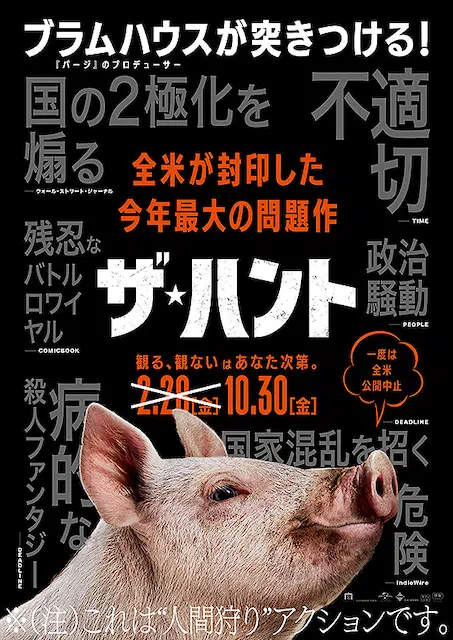 ブラムハウスが突きつける!
『パージ』のプロデューサー
国の2極化を
煽る
—ウォール・ストリート・ジャーナル
不適
切
—TIME
全米が封印した
今年最大の問題作
残忍な
バトル
ロワイ
ヤル
—COMICBOOK
政治
騒動
—PEOPLE
ザ★ハント
観る、観ないはあなた次第。
2.28[金] 10.30[金]
一度は
全米
公開中止
—DEADLINE
病的な
殺人ファンタジー
—DEADLINE
国家混乱を招く
危険
—IndieWire
※(注)これは“人間狩り”アクションです。